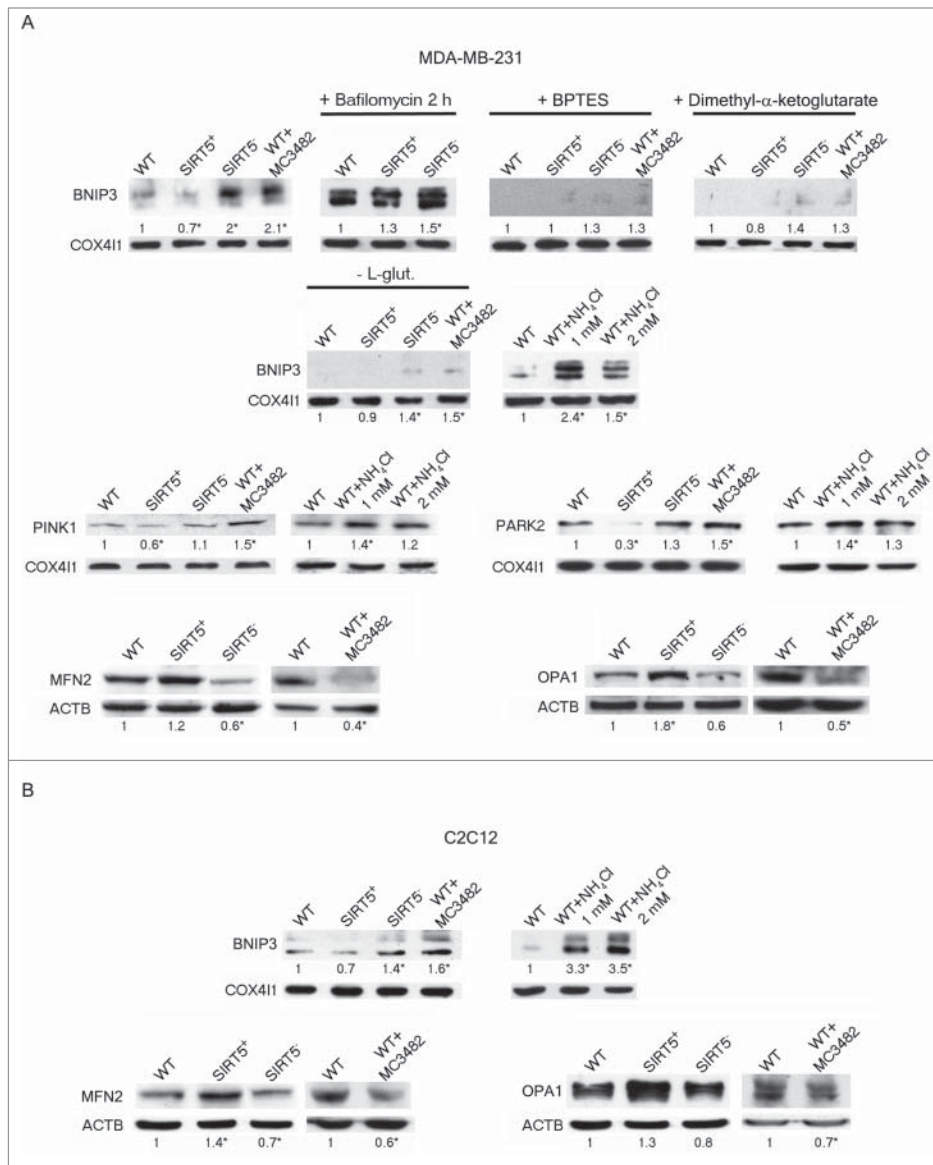 A
MDA-MB-231
+ Bafilomycin 2 h
+ BPTES
+ Dimethyl-α-ketoglutarate
WT SIRT5⁺ SIRT5⁻ WT+ MC3482
WT SIRT5⁺ SIRT5⁻
WT SIRT5⁺ SIRT5⁻ WT+ MC3482
WT SIRT5⁺ SIRT5⁻ WT+ MC3482
BNIP3
1 0.7* 2* 2.1*
1 1.3 1.5*
1 1 1.3 1.3
1 0.8 1.4 1.3
COX4I1
- L-glut.
WT SIRT5⁺ SIRT5⁻ WT+ MC3482
WT WT+NH₄Cl 1 mM WT+NH₄Cl 2 mM
BNIP3
COX4I1
1 0.9 1.4* 1.5*
1 2.4* 1.5*
WT SIRT5⁺ SIRT5⁻ WT+ MC3482
WT WT+NH₄Cl 1 mM WT+NH₄Cl 2 mM
PINK1
1 0.6* 1.1 1.5*
1 1.4* 1.2
COX4I1
WT SIRT5⁺ SIRT5⁻ WT+ MC3482
WT WT+NH₄Cl 1 mM WT+NH₄Cl 2 mM
PARK2
1 0.3* 1.3 1.5*
1 1.4* 1.3
COX4I1
WT SIRT5⁺ SIRT5⁻
WT WT+ MC3482
MFN2
ACTB
1 1.2 0.6*
1 0.4*
WT SIRT5⁺ SIRT5⁻
WT WT+ MC3482
OPA1
ACTB
1 1.8* 0.6
1 0.5*
B
C2C12
WT SIRT5⁺ SIRT5⁻ WT+ MC3482
WT WT+NH₄Cl 1 mM WT+NH₄Cl 2 mM
BNIP3
1 0.7 1.4* 1.6*
1 3.3* 3.5*
COX4I1
WT SIRT5⁺ SIRT5⁻
WT WT+ MC3482
MFN2
ACTB
1 1.4* 0.7*
1 0.6*
WT SIRT5⁺ SIRT5⁻
WT WT+ MC3482
OPA1
ACTB
1 1.3 0.8
1 0.7*